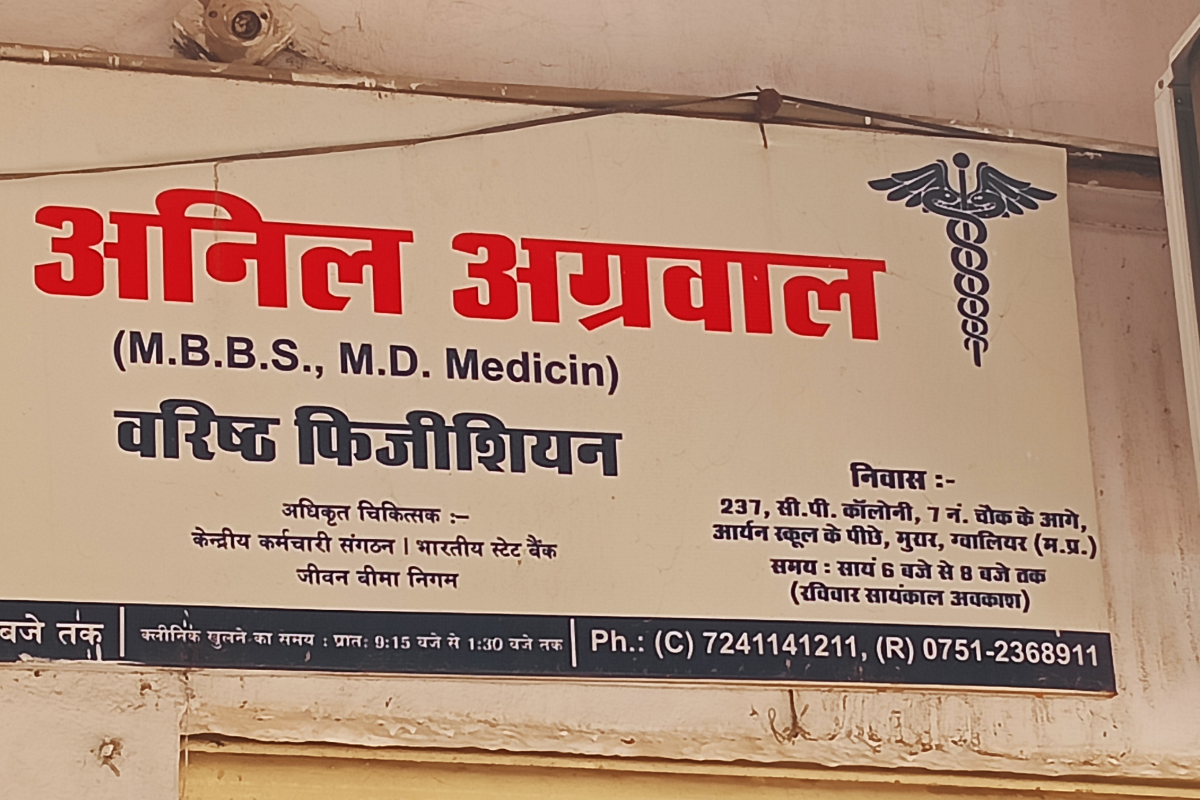 अनिल अग्रवाल
(M.B.B.S., M.D. Medicin)
वरिष्ठ फिजीशियन
अधिकृत चिकित्सक :–
केन्द्रीय कर्मचारी संगठन | भारतीय स्टेट बैंक
जीवन बीमा निगम
निवास :-
237, सी.पी. कॉलोनी, 7 नं. चौक के आगे,
आर्यन स्कूल के पीछे, मुरार, ग्वालियर (म.प्र.)
समय : सायं 6 बजे से 8 बजे तक
(रविवार सायंकाल अवकाश)
बजे तक | क्लीनिक खुलने का समय : प्रातः 9:15 बजे से 1:30 बजे तक | Ph.: (C) 7241141211, (R) 0751-2368911